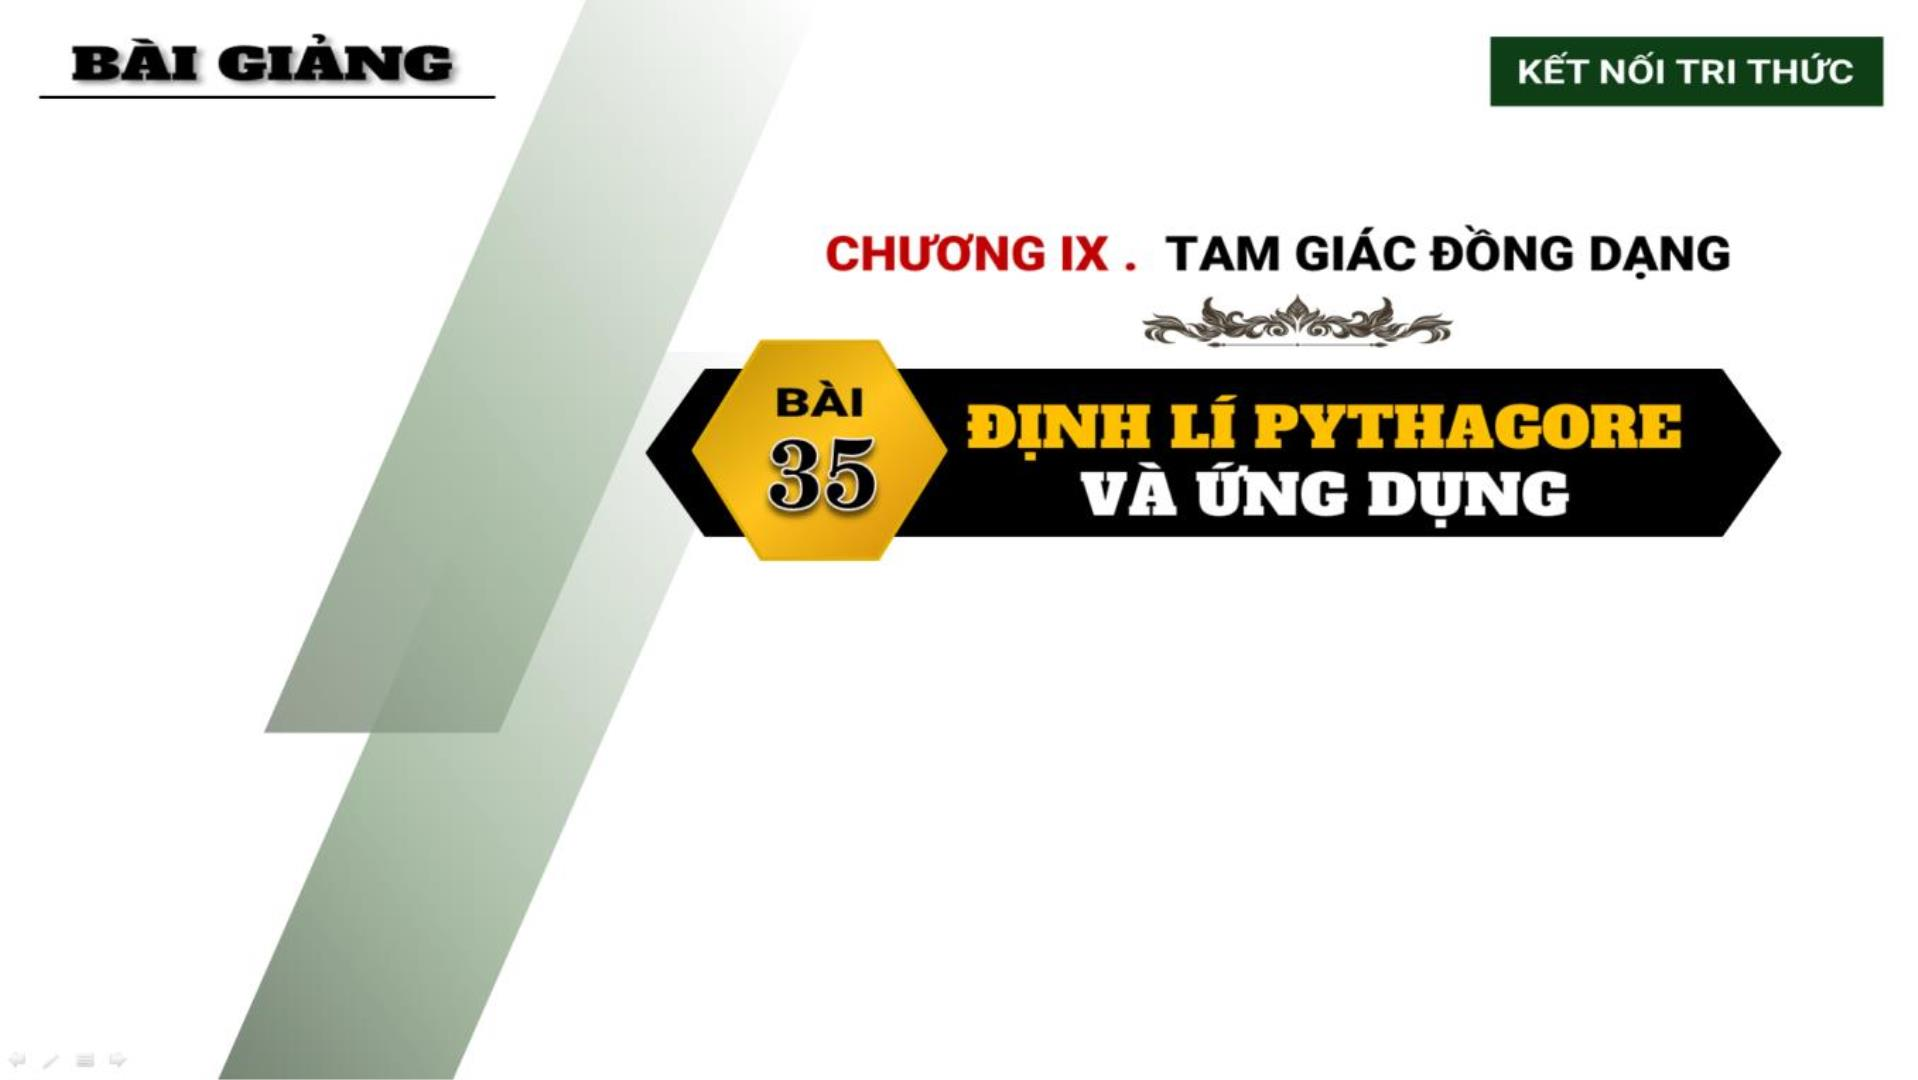 BÀI GIẢNG
KẾT NỐI TRI THỨC
CHƯƠNG IX . TAM GIÁC ĐỒNG DẠNG
BÀI
35
ĐỊNH LÍ PYTHAGORE
VÀ ỨNG DỤNG